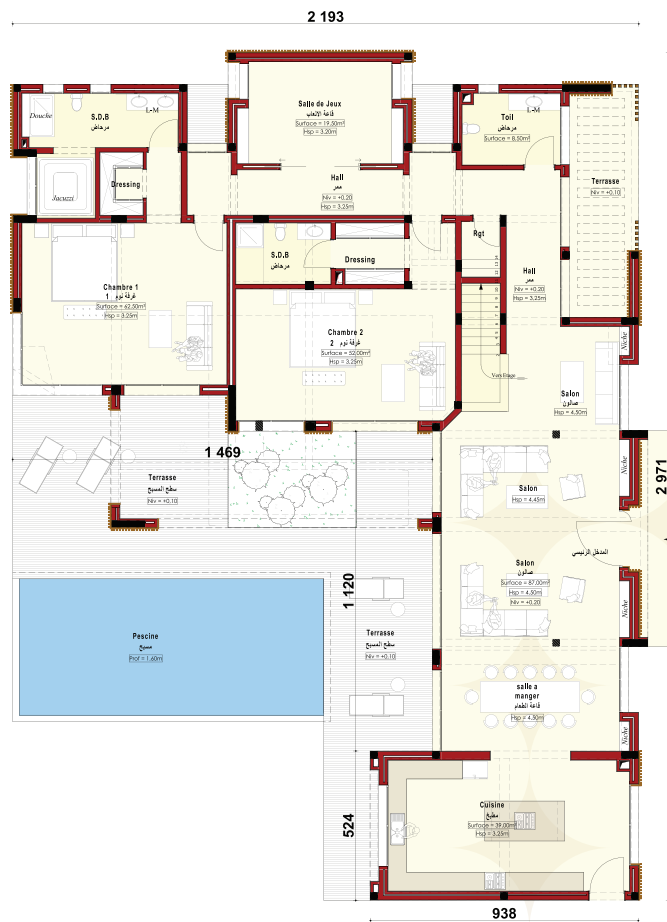 2 193
Douche
S.D.B
مرحاض
L-M
Salle de Jeux
قاعة الالعاب
Surface = 19,50m²
Hsp = 3.20m
Toil
مرحاض
Surface = 8,50m²
L-M
Terrasse
Niv = +0.10
Jacuzzi
Dressing
Hall
ممر
Niv = +0.20
Hsp = 3.25m
Rgt
S.D.B
مرحاض
Dressing
Hall
ممر
Niv = +0.20
Hsp = 3.25m
Chambre 1
غرفة نوم 1
Surface = 62,50m²
Hsp = 3.25m
Chambre 2
غرفة نوم 2
Surface = 52,00m²
Hsp = 3.25m
Vers Etage
Niche
Salon
صالون
Hsp = 4,50m
1 469
Terrasse
سطح المسبح
Niv = +0.10
Salon
Hsp = 4,45m
Niche
2 971
المدخل الرئيسي
Salon
صالون
Surface = 87,00m²
Hsp = 4,50m
Niv = +0.20
Niche
1 120
Pescine
مسبح
Prof = 1.60m
Terrasse
سطح المسبح
Niv = +0.10
salle a
manger
قاعة الطعام
Hsp = 4,50m
Niche
524
Cuisine
مطبخ
Surface = 39,00m²
Hsp = 3.25m
938